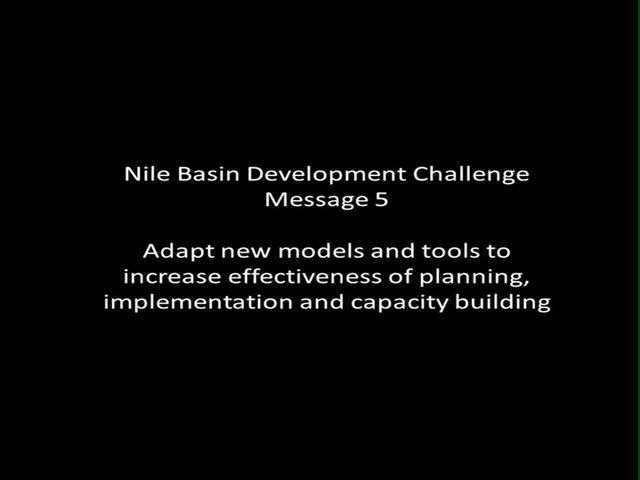 Nile Basin Development Challenge
Message 5
Adapt new models and tools to
increase effectiveness of planning,
implementation and capacity building